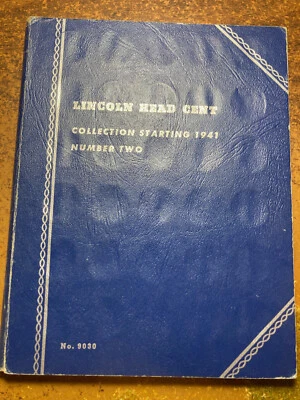 LINCOLN HEAD CENT
COLLECTION STARTING 1941
NUMBER TWO
No. 9030